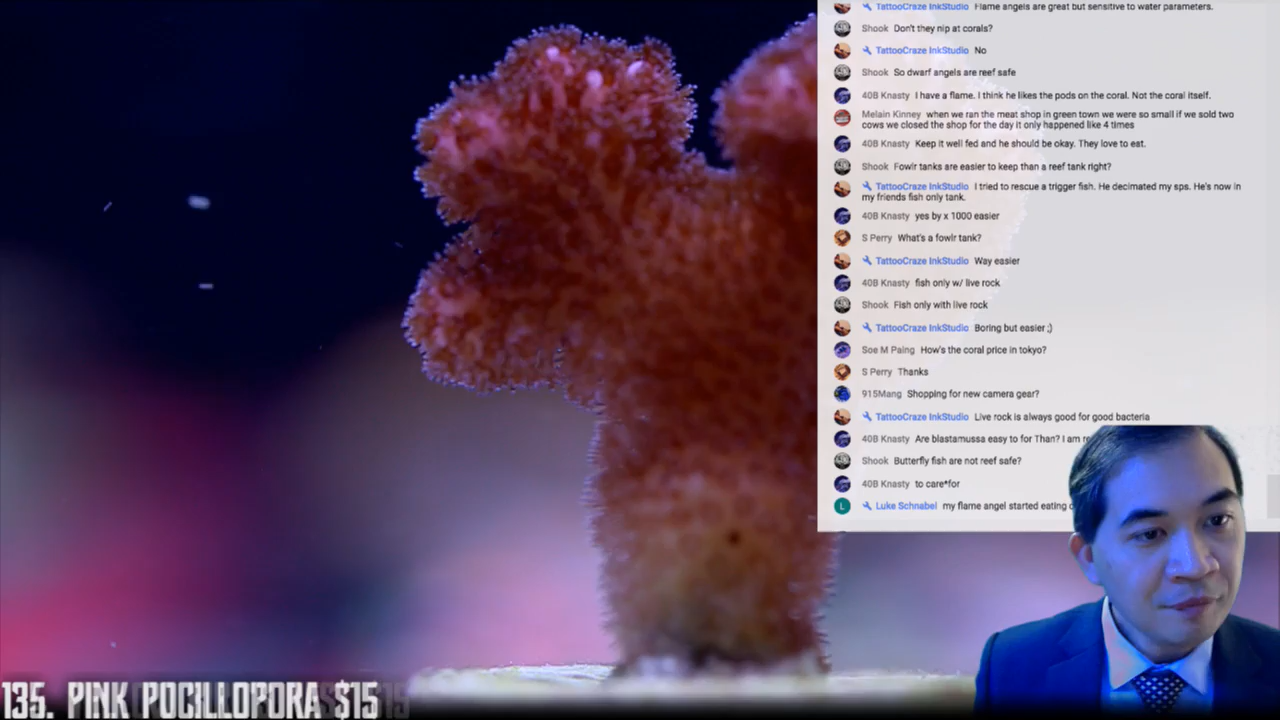 TattooCraze InkStudio Flame angels are great but sensitive to water parameters.
Shook Don't they nip at corals?
TattooCraze InkStudio No
Shook So dwarf angels are reef safe
40B Knasty I have a flame. I think he likes the pods on the coral. Not the coral itself.
Melain Kinney when we ran the meat shop in green town we were so small if we sold two
cows we closed the shop for the day it only happened like 4 times
40B Knasty Keep it well fed and he should be okay. They love to eat.
Shook Fowlr tanks are easier to keep than a reef tank right?
TattooCraze InkStudio I tried to rescue a trigger fish. He decimated my sps. He's now in
my friends fish only tank.
40B Knasty yes by x 1000 easier
S Perry What's a fowlr tank?
TattooCraze InkStudio Way easier
40B Knasty fish only w/ live rock
Shook Fish only with live rock
TattooCraze InkStudio Boring but easier ;)
Soe M Paing How's the coral price in tokyo?
S Perry Thanks
915Mang Shopping for new camera gear?
TattooCraze InkStudio Live rock is always good for good bacteria
40B Knasty Are blastamussa easy to for Than? I am
Shook Butterfly fish are not reef safe?
40B Knasty to care*for
L Luke Schnabel my flame angel started eating
135. PINK POCILLOPORA $15